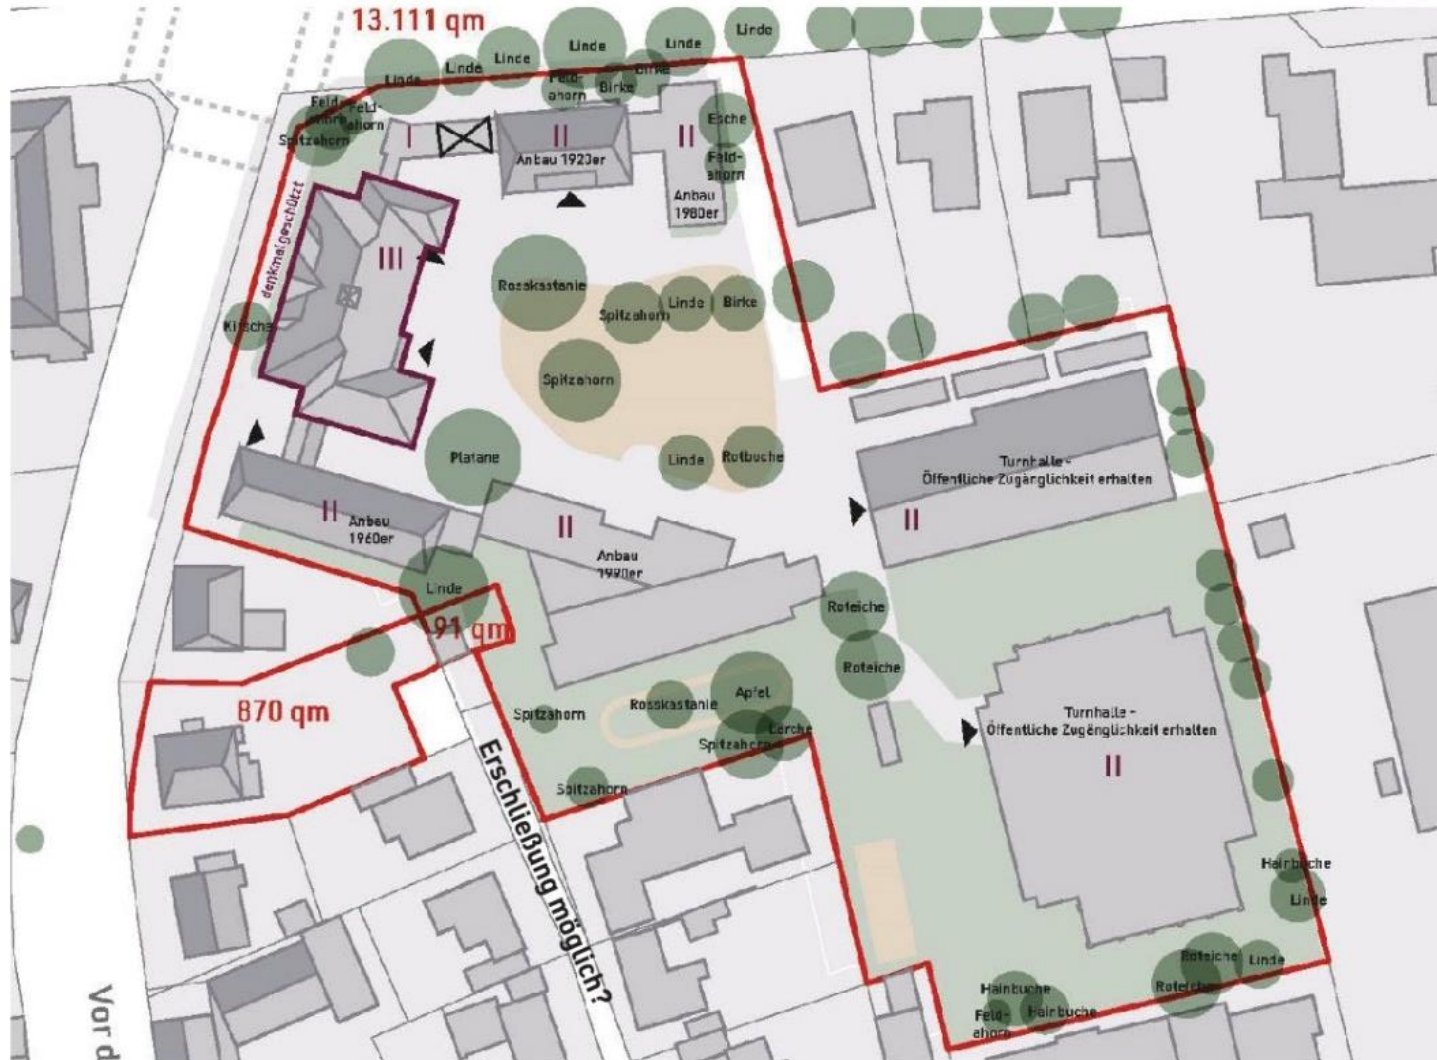 13.111 qm
Linde
Linde
Linde
Linde
Linde
Linde
Birke
Feld-
ahorn
Birke
Feld-
ahorn
Feld-
ahorn
Spitzahorn
I
II
Anbau 1920er
II
Esche
Feld-
ahorn
Anbau
1980er
denkmalgeschützt
III
Kirsche
Rosskastanie
Spitzahorn
Linde
Birke
Spitzahorn
Platane
Linde
Rotbuche
Turnhalle -
Öffentliche Zugänglichkeit erhalten
II
II
Anbau
1960er
II
Anbau
1990er
Linde
91 qm
Roteiche
Roteiche
870 qm
Spitzahorn
Rosskastanie
Apfel
Lerche
Spitzahorn
Spitzahorn
Turnhalle -
Öffentliche Zugänglichkeit erhalten
II
Erschließung möglich?
Hainbuche
Linde
Roteiche
Linde
Roteiche
Hainbuche
Hainbuche
Feld-
ahorn
Vor d